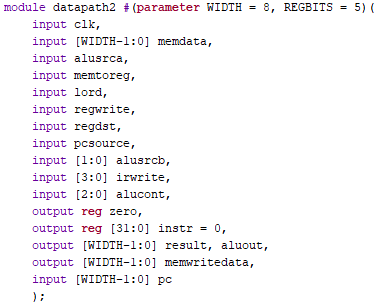 module datapath2 #(parameter WIDTH = 8, REGBITS = 5)(
input clk,
input [WIDTH-1:0] memdata,
input alusrca,
input memtoreg,
input lord,
input regwrite,
input regdst,
input pcsource,
input [1:0] alusrcb,
input [3:0] irwrite,
input [2:0] alucont,
output reg zero,
output reg [31:0] instr = 0,
output [WIDTH-1:0] result, aluout,
output [WIDTH-1:0] memwritedata,
input [WIDTH-1:0] pc
);